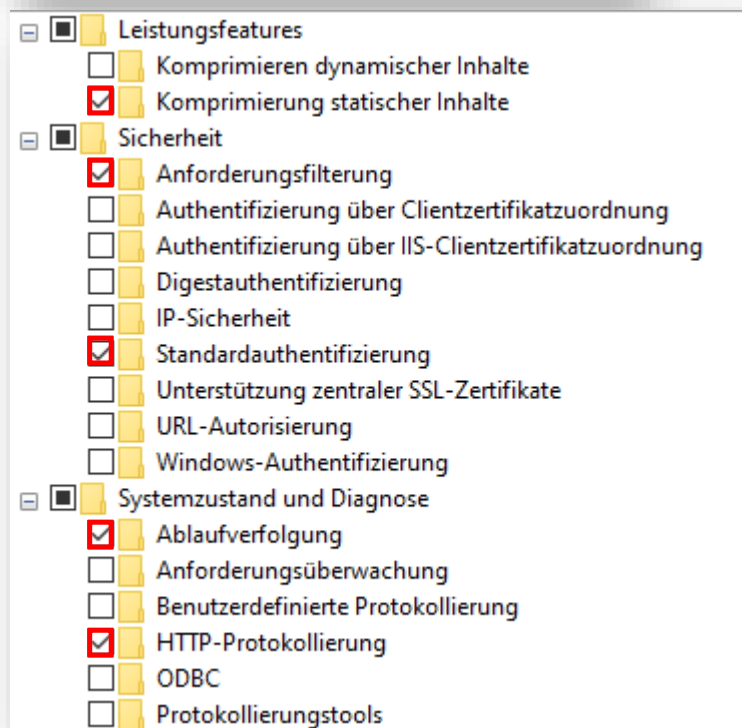 Leistungsfeatures
Komprimieren dynamischer Inhalte
Komprimierung statischer Inhalte
Sicherheit
Anforderungsfilterung
Authentifizierung über Clientzertifikatzuordnung
Authentifizierung über IIS-Clientzertifikatzuordnung
Digestauthentifizierung
IP-Sicherheit
Standardauthentifizierung
Unterstützung zentraler SSL-Zertifikate
URL-Autorisierung
Windows-Authentifizierung
Systemzustand und Diagnose
Ablaufverfolgung
Anforderungsüberwachung
Benutzerdefinierte Protokollierung
HTTP-Protokollierung
ODBC
Protokollierungstools